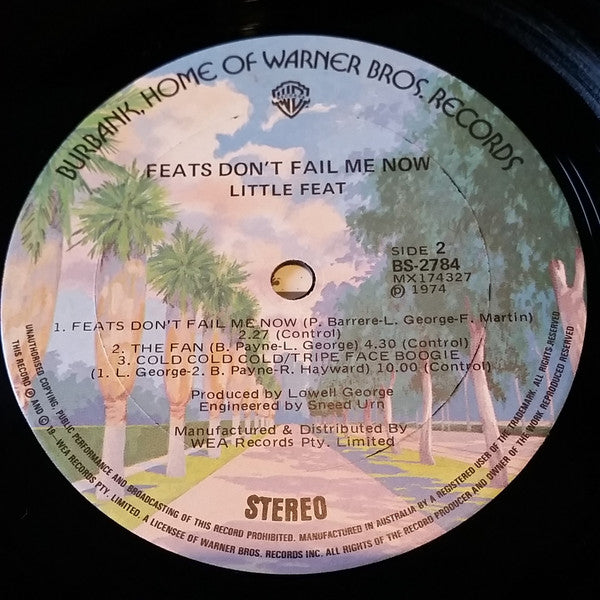 BURBANK, HOME OF WARNER BROS. RECORDS
FEATS DON'T FAIL ME NOW
LITTLE FEAT
SIDE 2
BS-2784
MX174327
Ⓟ 1974
1. FEATS DON'T FAIL ME NOW (P. Barrere-L. George-F. Martin)
2.27 (Control)
2. THE FAN (B. Payne-L. George) 4.30 (Control)
3. COLD COLD COLD/TRIPE FACE BOOGIE
(1. L. George-2. B. Payne-R. Hayward) 10.00 (Control)
Produced by Lowell George
Engineered by Sneed Urn
Manufactured & Distributed By
WEA Records Pty. Limited
STEREO
UNAUTHORISED COPYING, PUBLIC PERFORMANCE AND BROADCASTING OF THIS RECORD PROHIBITED. MANUFACTURED IN AUSTRALIA BY A REGISTERED USER OF THE TRADEMARK. ALL RIGHTS RESERVED
THIS RECORD Ⓟ AND © 19–WEA RECORDS PTY. LIMITED. A LICENSEE OF WARNER BROS. RECORDS INC. ALL RIGHTS OF THE RECORD PRODUCER AND OWNER OF THE WORK REPRODUCED RESERVED